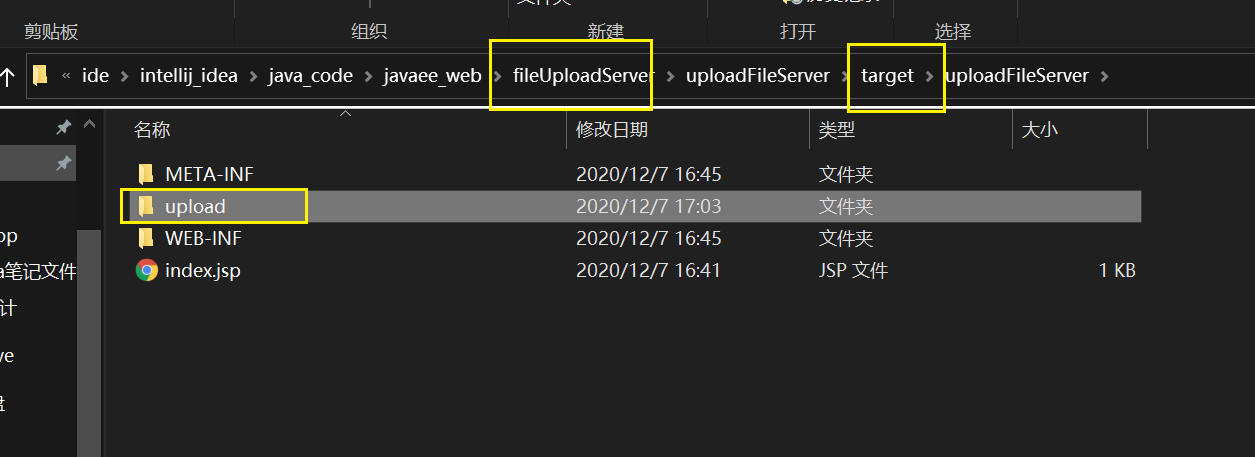 剪贴板 组织 新建 打开 选择
« ide > intellij_idea > java_code > javaee_web > fileUploadServer > uploadFileServer > target > uploadFileServer >
名称 修改日期 类型 大小
META-INF 2020/12/7 16:45 文件夹
upload 2020/12/7 17:03 文件夹
WEB-INF 2020/12/7 16:45 文件夹
index.jsp 2020/12/7 16:41 JSP 文件 1 KB
op
a笔记文件
计
ve
盘